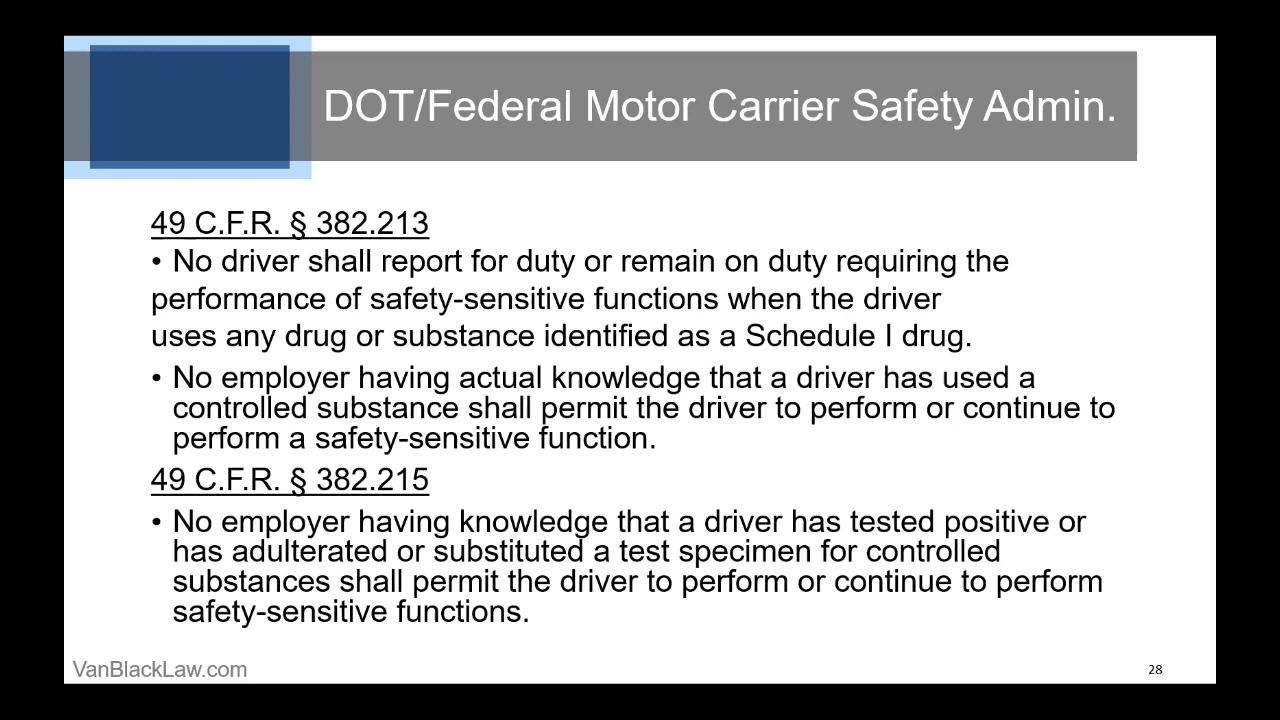 DOT/Federal Motor Carrier Safety Admin.
49 C.F.R. § 382.213
• No driver shall report for duty or remain on duty requiring the
performance of safety-sensitive functions when the driver
uses any drug or substance identified as a Schedule I drug.
• No employer having actual knowledge that a driver has used a
controlled substance shall permit the driver to perform or continue to
perform a safety-sensitive function.
49 C.F.R. § 382.215
• No employer having knowledge that a driver has tested positive or
has adulterated or substituted a test specimen for controlled
substances shall permit the driver to perform or continue to perform
safety-sensitive functions.
VanBlackLaw.com
28